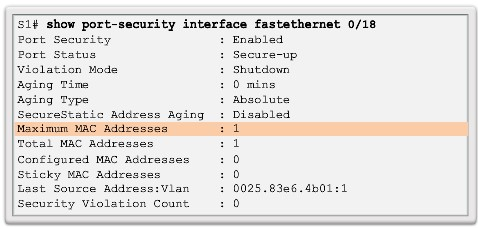 S1# show port-security interface fastethernet 0/18
Port Security : Enabled
Port Status : Secure-up
Violation Mode : Shutdown
Aging Time : 0 mins
Aging Type : Absolute
SecureStatic Address Aging : Disabled
Maximum MAC Addresses : 1
Total MAC Addresses : 1
Configured MAC Addresses : 0
Sticky MAC Addresses : 0
Last Source Address:Vlan : 0025.83e6.4b01:1
Security Violation Count : 0